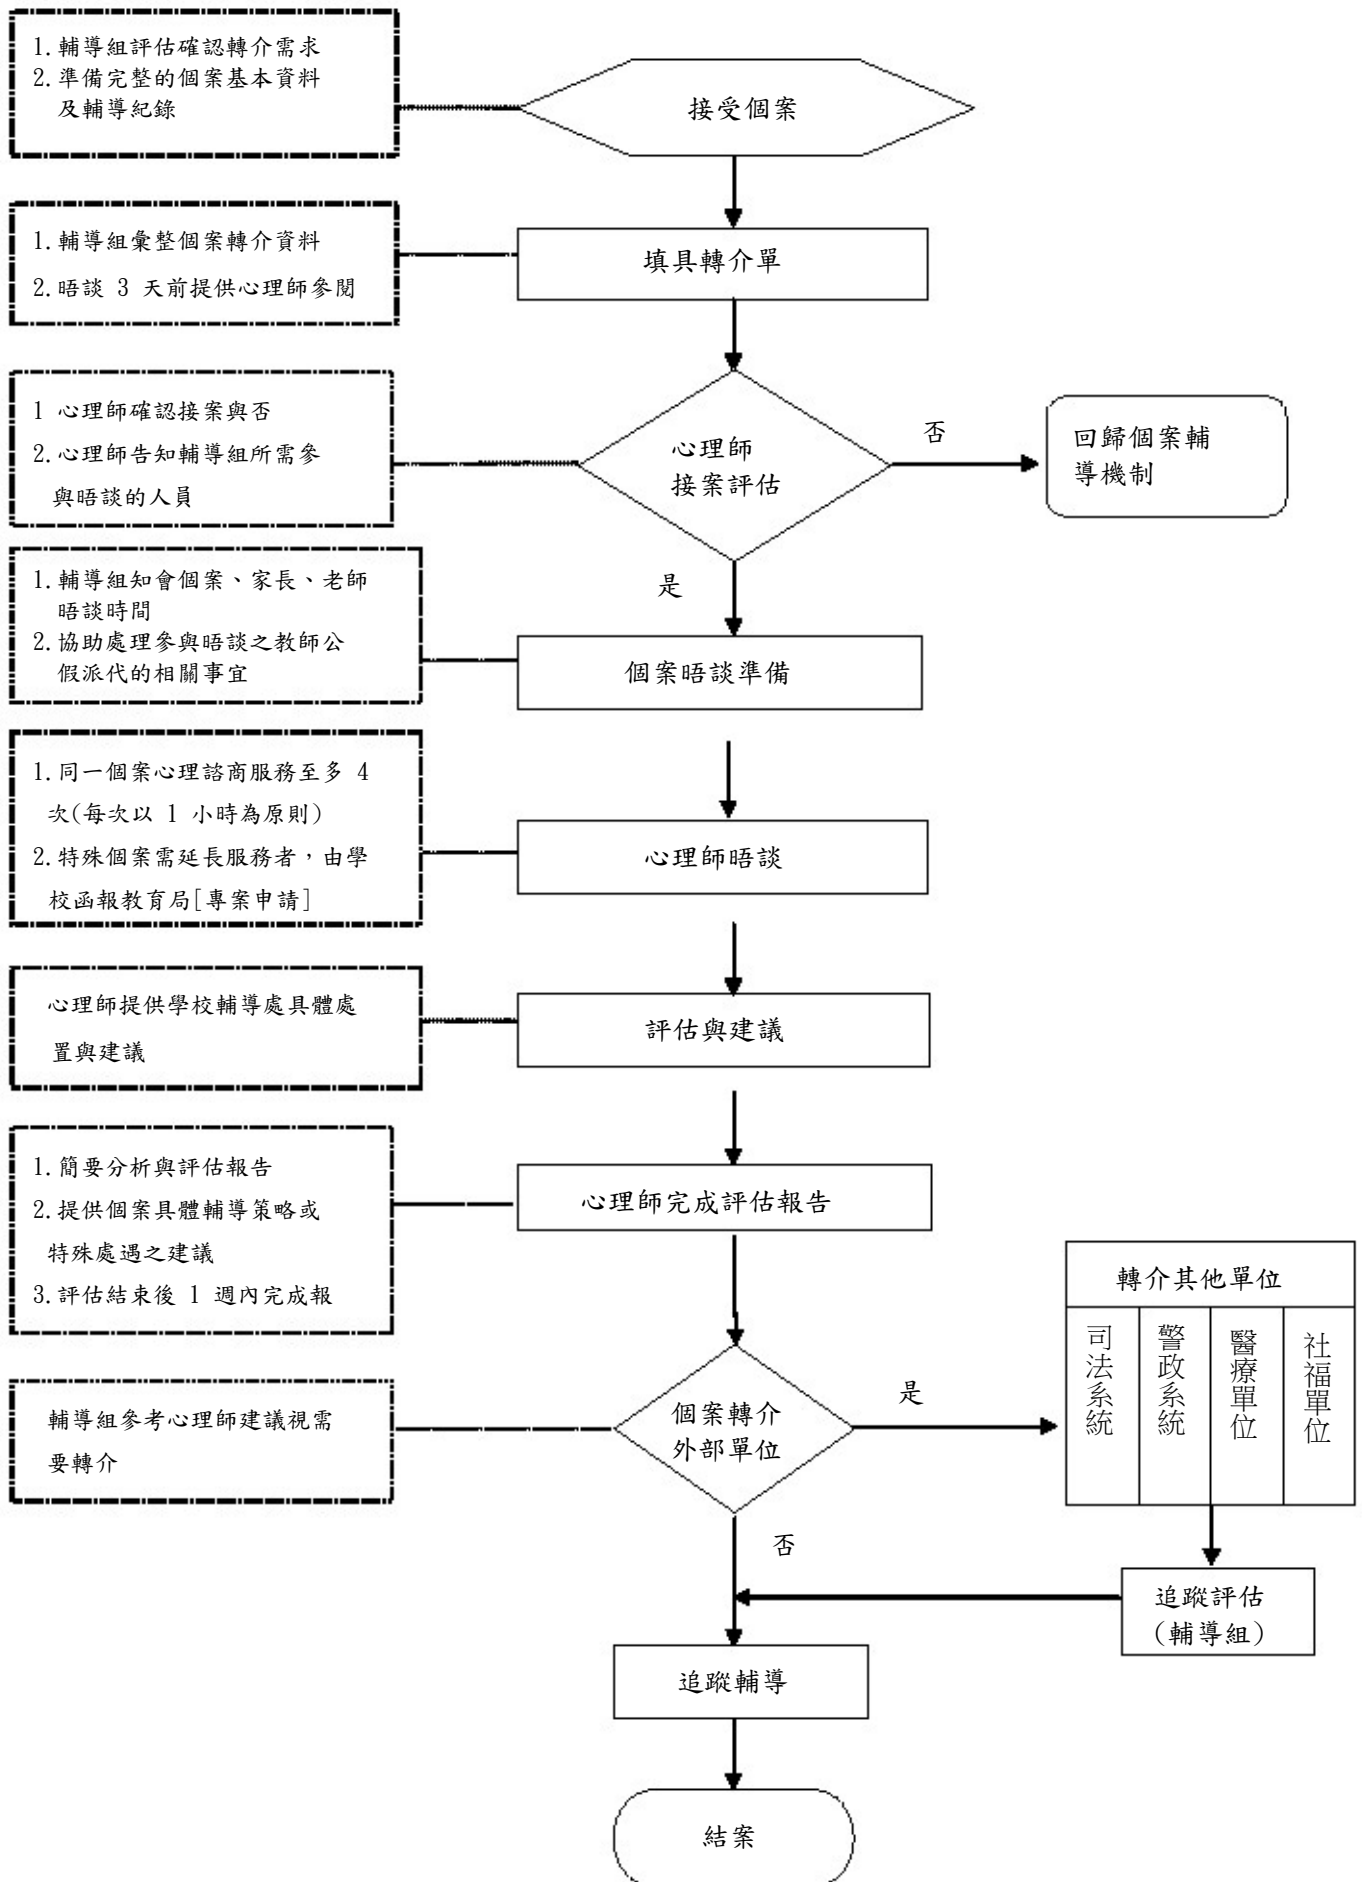 1.輔導組評估確認轉介需求
2.準備完整的個案基本資料
及輔導紀錄
接受個案
1.輔導組彙整個案轉介資料
2.晤談 3 天前提供心理師參閱
填具轉介單
1 心理師確認接案與否
2.心理師告知輔導組所需參
與晤談的人員
心理師
接案評估
否
回歸個案輔
導機制
是
1.輔導組知會個案、家長、老師
晤談時間
2.協助處理參與晤談之教師公
假派代的相關事宜
個案晤談準備
1.同一個案心理諮商服務至多 4
次(每次以 1 小時為原則)
2.特殊個案需延長服務者，由學
校函報教育局[專案申請]
心理師晤談
心理師提供學校輔導處具體處
置與建議
評估與建議
1.簡要分析與評估報告
2.提供個案具體輔導策略或
特殊處遇之建議
3.評估結束後 1 週內完成報
心理師完成評估報告
輔導組參考心理師建議視需
要轉介
個案轉介
外部單位
是
轉介其他單位
司法系統
警政系統
醫療單位
社福單位
否
追蹤評估
(輔導組)
追蹤輔導
結案